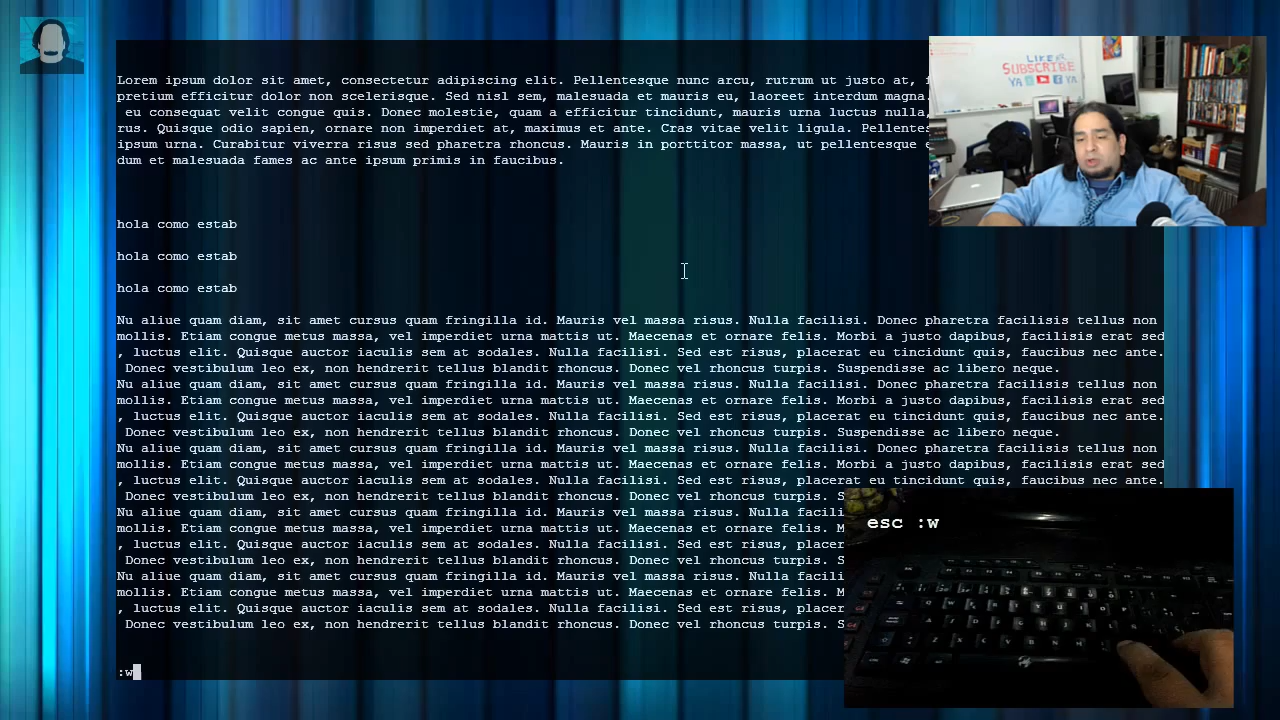 Lorem ipsum dolor sit amet, consectetur adipiscing elit. Pellentesque nunc arcu, rutrum ut justo at,
pretium efficitur dolor non scelerisque. Sed nisl sem, malesuada et mauris eu, laoreet interdum magna.
eu consequat velit congue quis. Donec molestie, quam a efficitur tincidunt, mauris urna luctus nulla,
rus. Quisque odio sapien, ornare non imperdiet at, maximus et ante. Cras vitae velit ligula. Pellentes
ipsum urna. Curabitur viverra risus sed pharetra rhoncus. Mauris in porttitor massa, ut pellentesque
dum et malesuada fames ac ante ipsum primis in faucibus.
hola como estab
hola como estab
hola como estab
Nu aliue quam diam, sit amet cursus quam fringilla id. Mauris vel massa risus. Nulla facilisi. Donec pharetra facilisis tellus non
mollis. Etiam congue metus massa, vel imperdiet urna mattis ut. Maecenas et ornare felis. Morbi a justo dapibus, facilisis erat sed
, luctus elit. Quisque auctor iaculis sem at sodales. Nulla facilisi. Sed est risus, placerat eu tincidunt quis, faucibus nec ante.
Donec vestibulum leo ex, non hendrerit tellus blandit rhoncus. Donec vel rhoncus turpis. Suspendisse ac libero neque.
Nu aliue quam diam, sit amet cursus quam fringilla id. Mauris vel massa risus. Nulla facilisi. Donec pharetra facilisis tellus non
mollis. Etiam congue metus massa, vel imperdiet urna mattis ut. Maecenas et ornare felis. Morbi a justo dapibus, facilisis erat sed
, luctus elit. Quisque auctor iaculis sem at sodales. Nulla facilisi. Sed est risus, placerat eu tincidunt quis, faucibus nec ante.
Donec vestibulum leo ex, non hendrerit tellus blandit rhoncus. Donec vel rhoncus turpis. Suspendisse ac libero neque.
Nu aliue quam diam, sit amet cursus quam fringilla id. Mauris vel massa risus. Nulla facilisi. Donec pharetra facilisis tellus non
mollis. Etiam congue metus massa, vel imperdiet urna mattis ut. Maecenas et ornare felis. Morbi a justo dapibus, facilisis erat sed
, luctus elit. Quisque auctor iaculis sem at sodales. Nulla facilisi. Sed est risus, placerat eu tincidunt quis, faucibus nec ante.
Donec vestibulum leo ex, non hendrerit tellus blandit rhoncus. Donec vel rhoncus turpis. S
Nu aliue quam diam, sit amet cursus quam fringilla id. Mauris vel massa risus. Nulla facili
mollis. Etiam congue metus massa, vel imperdiet urna mattis ut. Maecenas et ornare felis. M
, luctus elit. Quisque auctor iaculis sem at sodales. Nulla facilisi. Sed est risus, placer
Donec vestibulum leo ex, non hendrerit tellus blandit rhoncus. Donec vel rhoncus turpis. S
Nu aliue quam diam, sit amet cursus quam fringilla id. Mauris vel massa risus. Nulla facili
mollis. Etiam congue metus massa, vel imperdiet urna mattis ut. Maecenas et ornare felis. M
, luctus elit. Quisque auctor iaculis sem at sodales. Nulla facilisi. Sed est risus, placer
Donec vestibulum leo ex, non hendrerit tellus blandit rhoncus. Donec vel rhoncus turpis. S
:w
LIKE
SUBSCRIBE
YA
YA
esc :w